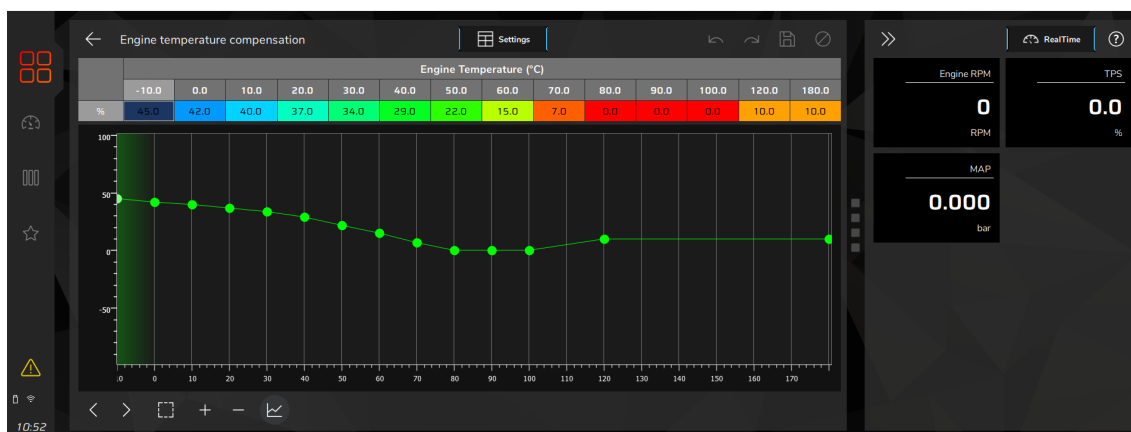 Engine temperature compensation
Settings
RealTime
?
Engine Temperature (°C)
-10.0 0.0 10.0 20.0 30.0 40.0 50.0 60.0 70.0 80.0 90.0 100.0 120.0 180.0
% 45.0 42.0 40.0 37.0 34.0 29.0 22.0 15.0 7.0 0.0 0.0 0.0 10.0 10.0
100
50
0
-50
.0 0 10 20 30 40 50 60 70 80 90 100 110 120 130 140 150 160 170
Engine RPM
0
RPM
TPS
0.0
%
MAP
0.000
bar
10:52